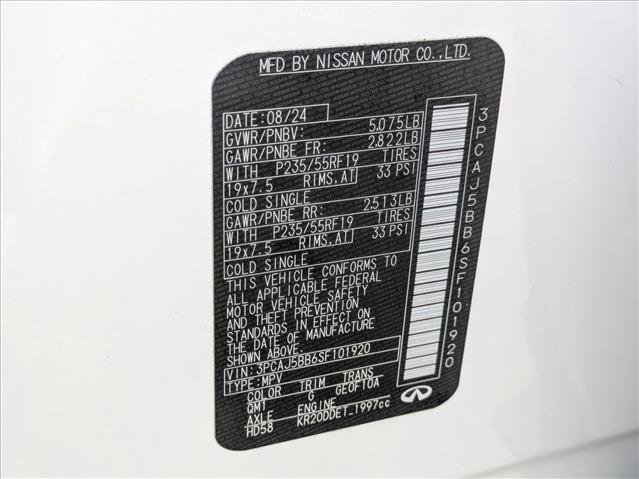 MFD BY NISSAN MOTOR CO.,LTD.
DATE: 08/24
GVWR/PNBV: 5,075LB
GAWR/PNBE FR: 2,822LB
WITH P235/55RF19 TIRES
19x7.5 RIMS,AT 33 PSI
COLD SINGLE
GAWR/PNBE RR: 2,513LB
WITH P235/55RF19 TIRES
19x7.5 RIMS,AT 33 PSI
COLD SINGLE
THIS VEHICLE CONFORMS TO
ALL APPLICABLE FEDERAL
MOTOR VEHICLE SAFETY
AND THEFT PREVENTION
STANDARDS IN EFFECT ON
THE DATE OF MANUFACTURE
SHOWN ABOVE.
VIN: 3PCAJ5BB6SF101920
TYPE: MPV
COLOR TRIM TRANS
QM1 G GE0F10A
AXLE ENGINE
HD58 KR20DDET_1997cc
3PCAJ5BB6SF101920